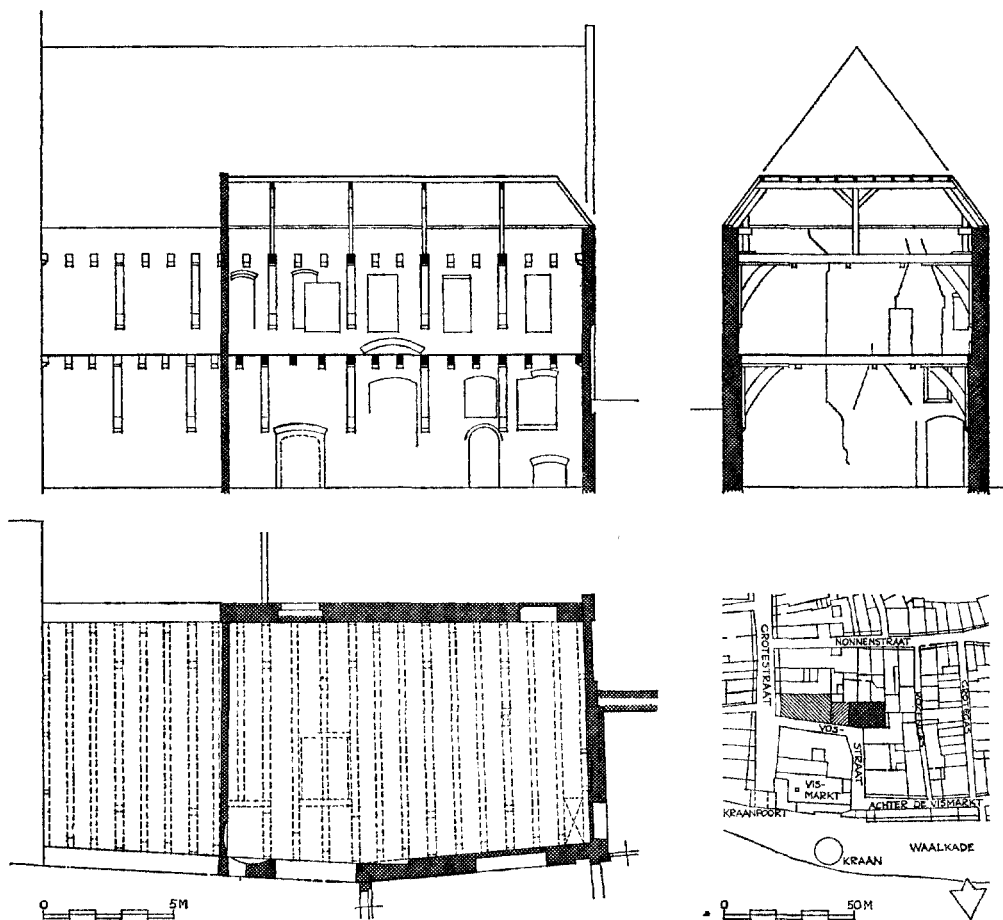 GROTESTRAAT
NONNENSTRAAT
VOS-
STRAAT
VIS-
MARKT
ACHTER DE VISMARKT
KRAANPOORT
WAALKADE
KRAAN
0 5M
0 50M